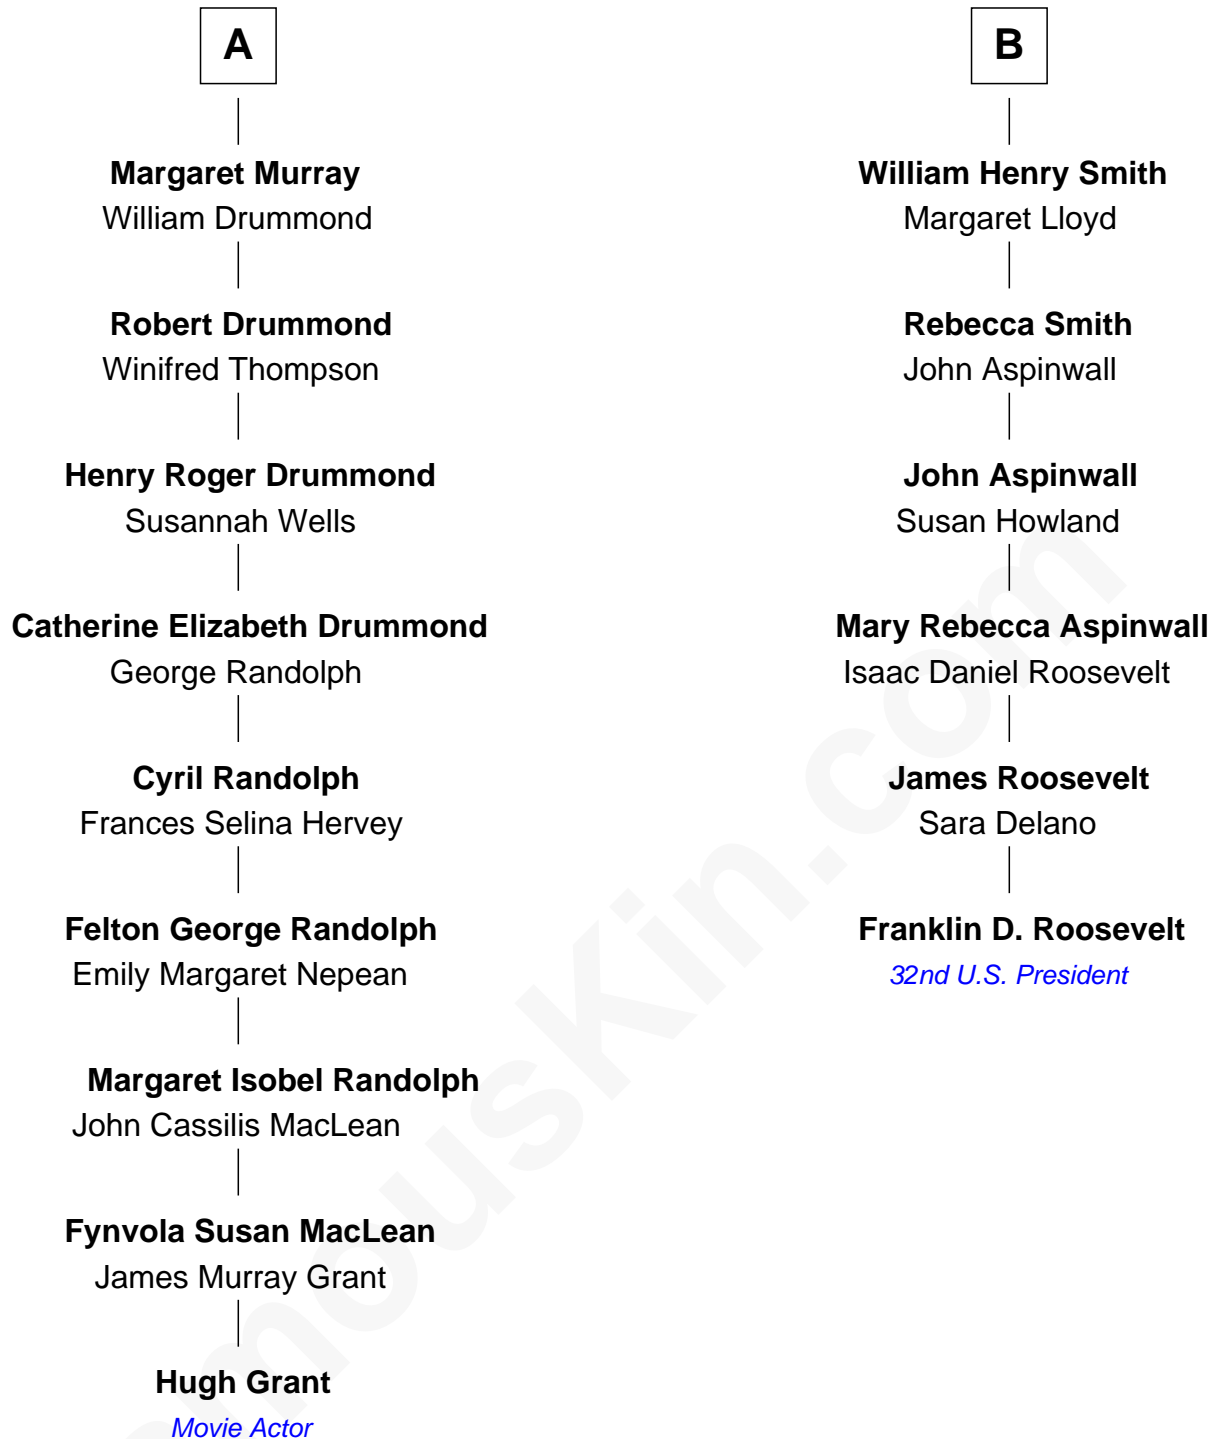 A
Margaret Murray
William Drummond
Robert Drummond
Winifred Thompson
Henry Roger Drummond
Susannah Wells
Catherine Elizabeth Drummond
George Randolph
Cyril Randolph
Frances Selina Hervey
Felton George Randolph
Emily Margaret Nepean
Margaret Isobel Randolph
John Cassilis MacLean
Fynvola Susan MacLean
James Murray Grant
Hugh Grant
Movie Actor
B
William Henry Smith
Margaret Lloyd
Rebecca Smith
John Aspinwall
John Aspinwall
Susan Howland
Mary Rebecca Aspinwall
Isaac Daniel Roosevelt
James Roosevelt
Sara Delano
Franklin D. Roosevelt
32nd U.S. President
mouskin.com